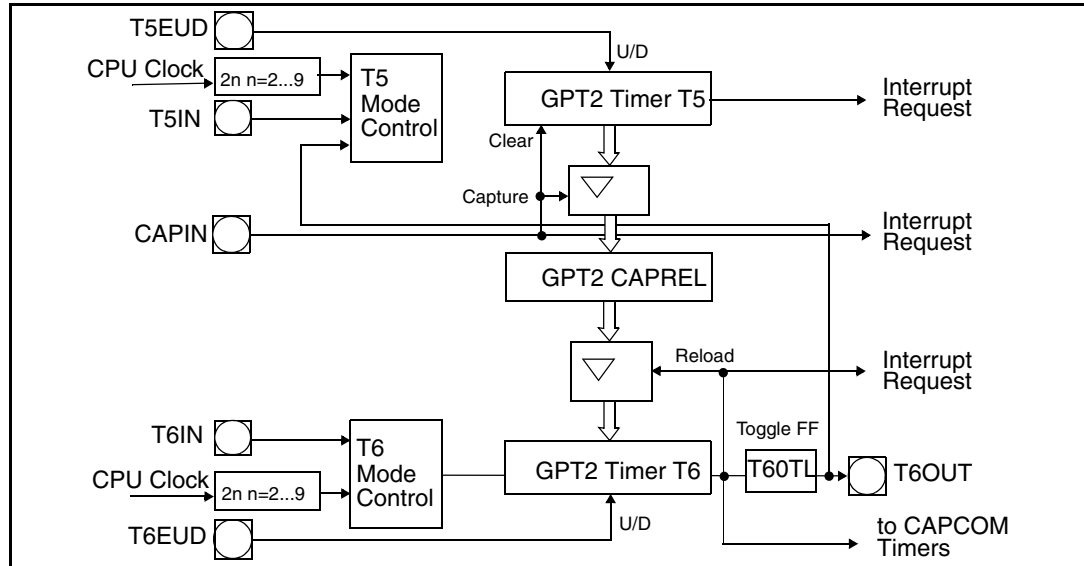 T5EUD
U/D
CPU Clock
2n n=2...9
T5
Mode
Control
GPT2 Timer T5
Interrupt
Request
T5IN
Clear
Capture
CAPIN
Interrupt
Request
GPT2 CAPREL
Reload
Interrupt
Request
T6IN
T6
Mode
Control
Toggle FF
GPT2 Timer T6
T60TL
T6OUT
CPU Clock
2n n=2...9
U/D
T6EUD
to CAPCOM
Timers